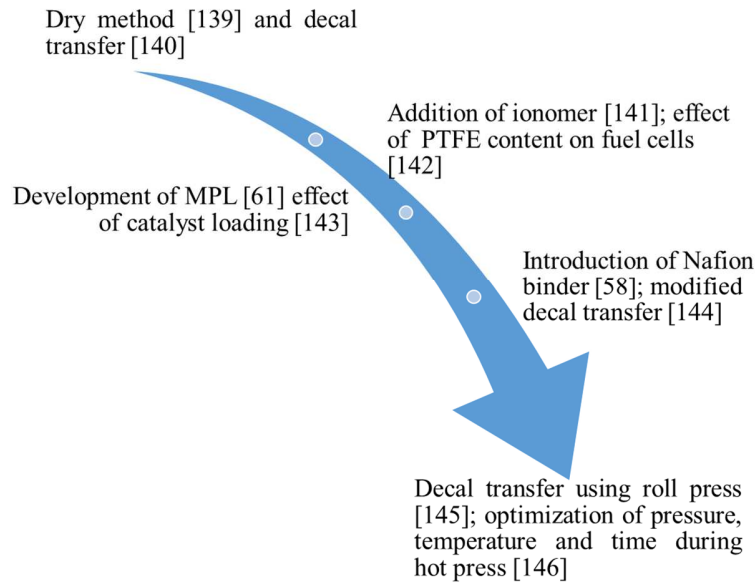 Dry method [139] and decal
transfer [140]
Addition of ionomer [141]; effect
of PTFE content on fuel cells
[142]
Development of MPL [61] effect
of catalyst loading [143]
Introduction of Nafion
binder [58]; modified
decal transfer [144]
Decal transfer using roll press
[145]; optimization of pressure,
temperature and time during
hot press [146]